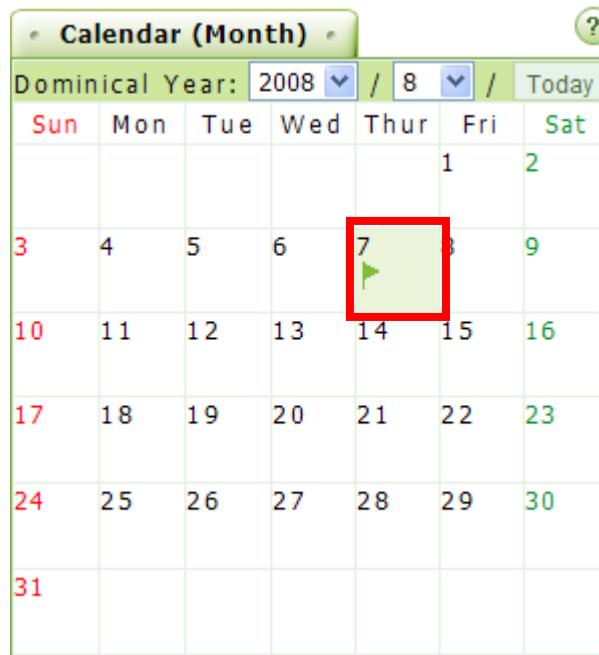 Calendar (Month)
?
Dominical Year: 2008 / 8 / Today
Sun Mon Tue Wed Thur Fri Sat
1 2
3 4 5 6 7 8 9
10 11 12 13 14 15 16
17 18 19 20 21 22 23
24 25 26 27 28 29 30
31